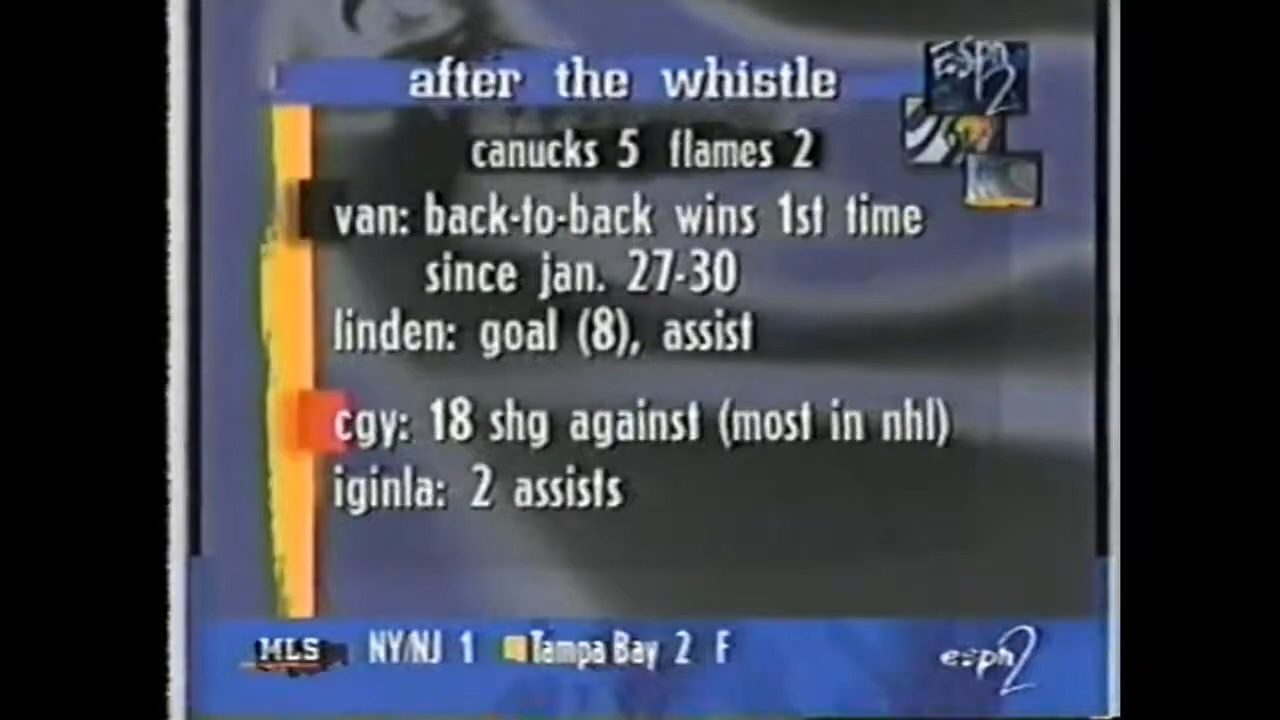 after the whistle
ESPN
2
canucks 5 flames 2
van: back-to-back wins 1st time
since jan. 27-30
linden: goal (8), assist
cgy: 18 shg against (most in nhl)
iginla: 2 assists
MLS NY/NJ 1 Tampa Bay 2 F
espn2